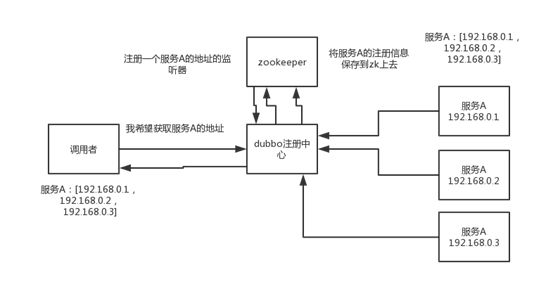 注册一个服务A的地址的监
听器
zookeeper
将服务A的注册信息
保存到zk上去
服务A：[192.168.0.1，
192.168.0.2，
192.168.0.3]
服务A
192.168.0.1
我希望获取服务A的地址
调用者
dubbo注册中
心
服务A
192.168.0.2
服务A：[192.168.0.1，
192.168.0.2，
192.168.0.3]
服务A
192.168.0.3